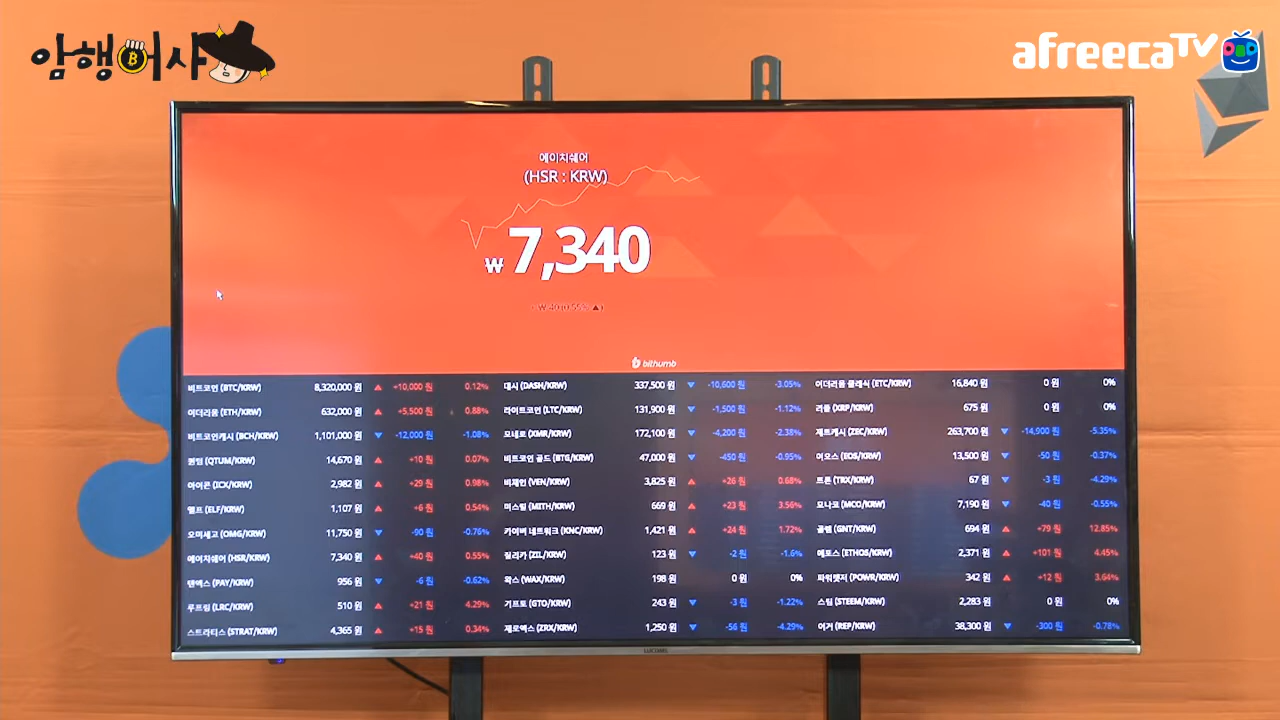 암행어사
afreecaTV
에이치쉐어
(HSR : KRW)
₩ 7,340
bithumb
비트코인 (BTC/KRW) 8,320,000 원 ▲ +10,000 원 0.12%
이더리움 (ETH/KRW) 632,000 원 ▲ +5,500 원 0.88%
비트코인캐시 (BCH/KRW) 1,101,000 원 ▼ -12,000 원 -1.08%
퀀텀 (QTUM/KRW) 14,670 원 ▲ +10 원 0.07%
아이콘 (ICX/KRW) 2,982 원 ▲ +29 원 0.98%
엘프 (ELF/KRW) 1,107 원 ▲ +6 원 0.54%
오미세고 (OMG/KRW) 11,750 원 ▼ -90 원 -0.76%
에이치쉐어 (HSR/KRW) 7,340 원 ▲ +40 원 0.55%
텐엑스 (PAY/KRW) 956 원 ▼ -6 원 -0.62%
루프링 (LRC/KRW) 510 원 ▲ +21 원 4.29%
스트라티스 (STRAT/KRW) 4,365 원 ▲ +15 원 0.34%
대시 (DASH/KRW) 337,500 원 ▼ -10,600 원 -3.05%
라이트코인 (LTC/KRW) 131,900 원 ▼ -1,500 원 -1.12%
모네로 (XMR/KRW) 172,100 원 ▼ -4,200 원 -2.38%
비트코인 골드 (BTG/KRW) 47,000 원 ▼ -450 원 -0.95%
비체인 (VEN/KRW) 3,825 원 ▲ +26 원 0.68%
미스릴 (MITH/KRW) 669 원 ▲ +23 원 3.56%
카이버 네트워크 (KNC/KRW) 1,421 원 ▲ +24 원 1.72%
질리카 (ZIL/KRW) 123 원 ▼ -2 원 -1.6%
왁스 (WAX/KRW) 198 원 0 원 0%
기프토 (GTO/KRW) 243 원 ▼ -3 원 -1.22%
제로엑스 (ZRX/KRW) 1,250 원 ▼ -56 원 -4.29%
이더리움 클래식 (ETC/KRW) 16,840 원 0 원 0%
리플 (XRP/KRW) 675 원 0 원 0%
제트캐시 (ZEC/KRW) 263,700 원 ▼ -14,900 원 -5.35%
이오스 (EOS/KRW) 13,500 원 ▼ -50 원 -0.37%
트론 (TRX/KRW) 67 원 ▼ -3 원 -4.29%
모나코 (MCO/KRW) 7,190 원 ▼ -40 원 -0.55%
골렘 (GNT/KRW) 694 원 ▲ +79 원 12.85%
에토스 (ETHOS/KRW) 2,371 원 ▲ +101 원 4.45%
파워렛저 (POWR/KRW) 342 원 ▲ +12 원 3.64%
스팀 (STEEM/KRW) 2,283 원 0 원 0%
어거 (REP/KRW) 38,300 원 ▼ -300 원 -0.78%